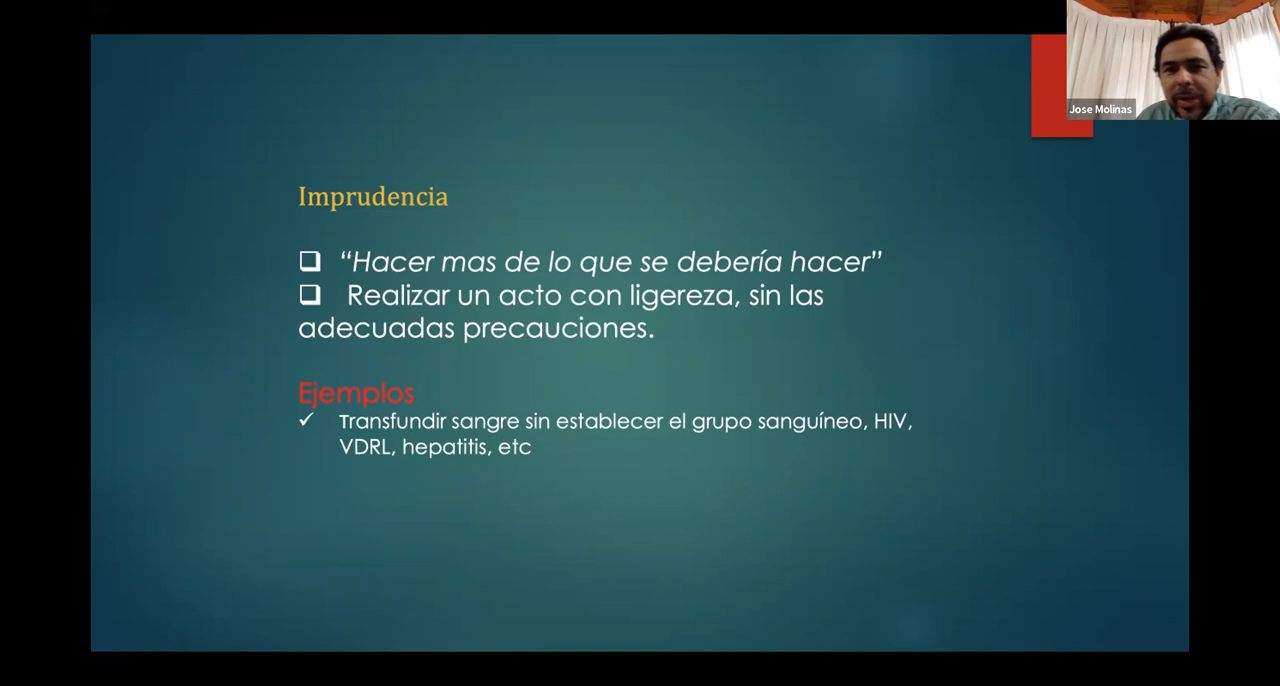 Jose Molinas
Imprudencia
❑ “Hacer mas de lo que se debería hacer”
❑ Realizar un acto con ligereza, sin las
adecuadas precauciones.
Ejemplos
✓ Transfundir sangre sin establecer el grupo sanguíneo, HIV,
VDRL, hepatitis, etc